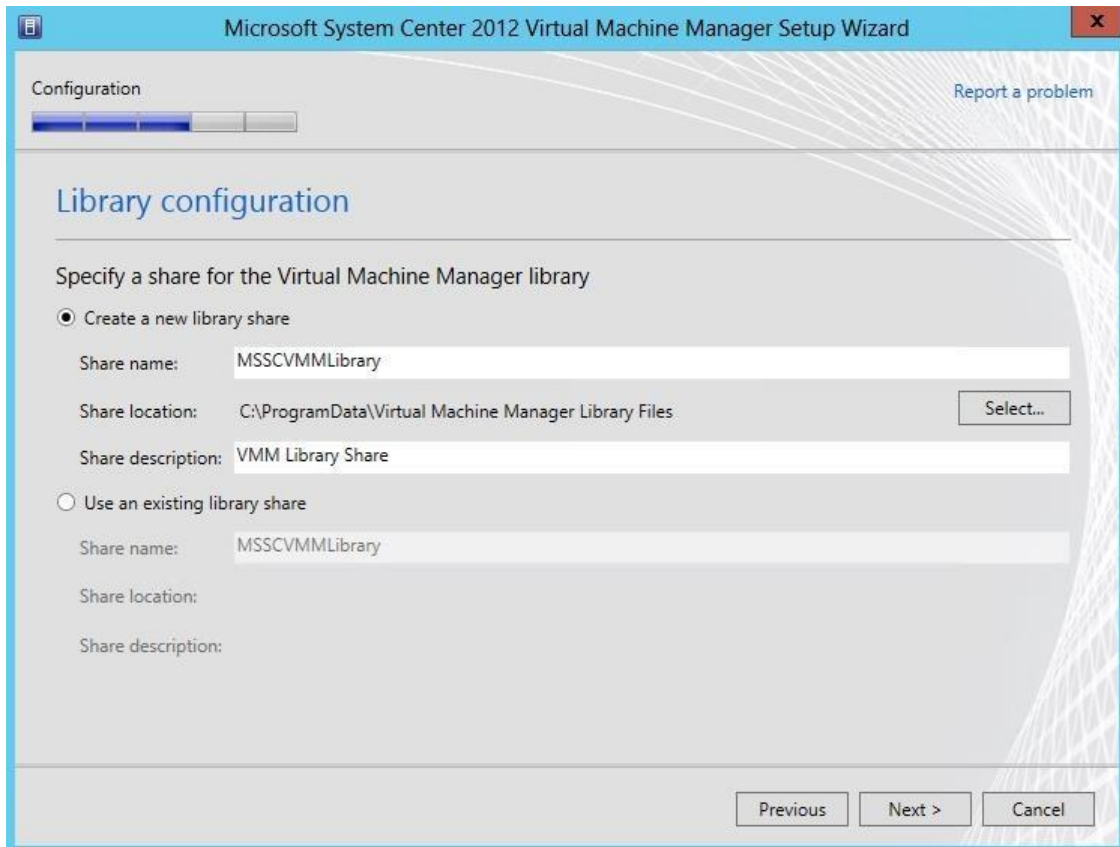 Microsoft System Center 2012 Virtual Machine Manager Setup Wizard
x
Configuration
Report a problem
Library configuration
Specify a share for the Virtual Machine Manager library
Create a new library share
Share name: MSSCVMMLibrary
Share location: C:\ProgramData\Virtual Machine Manager Library Files Select...
Share description: VMM Library Share
Use an existing library share
Share name: MSSCVMMLibrary
Share location:
Share description:
Previous Next > Cancel